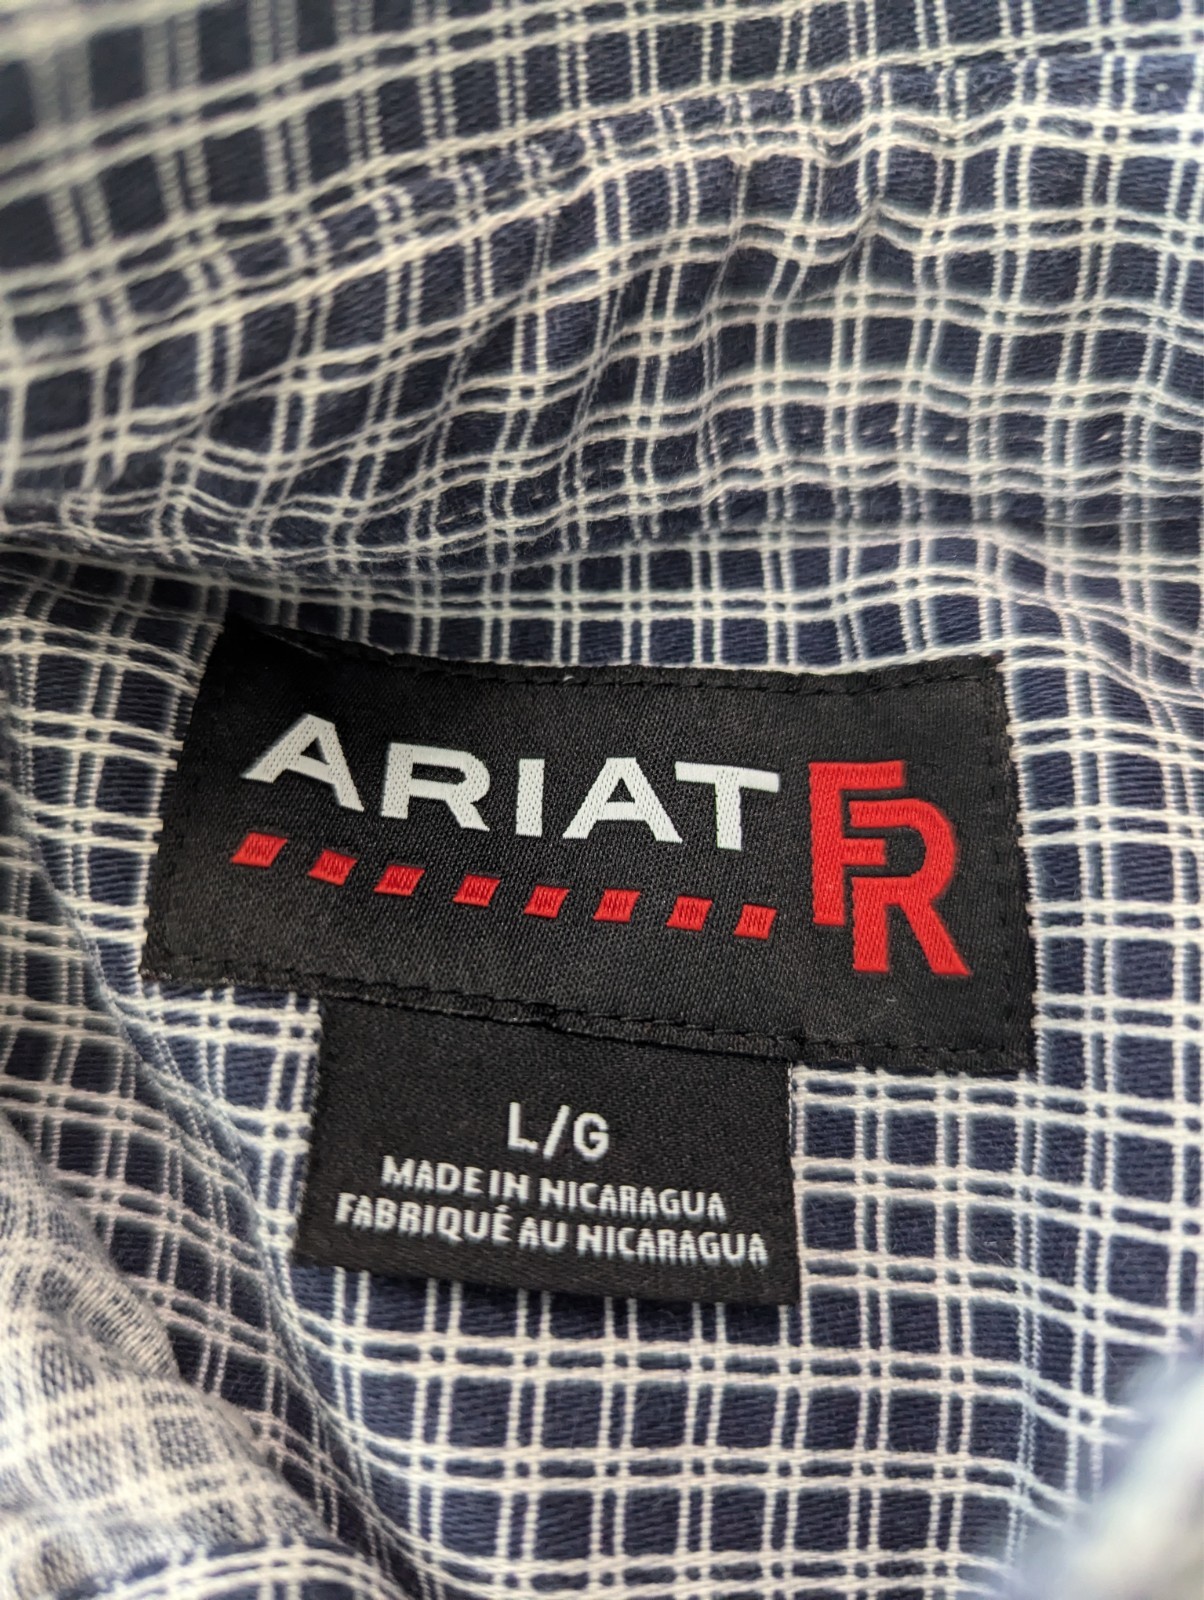 ARIAT FR
L/G
MADE IN NICARAGUA
FABRIQUÉ AU NICARAGUA